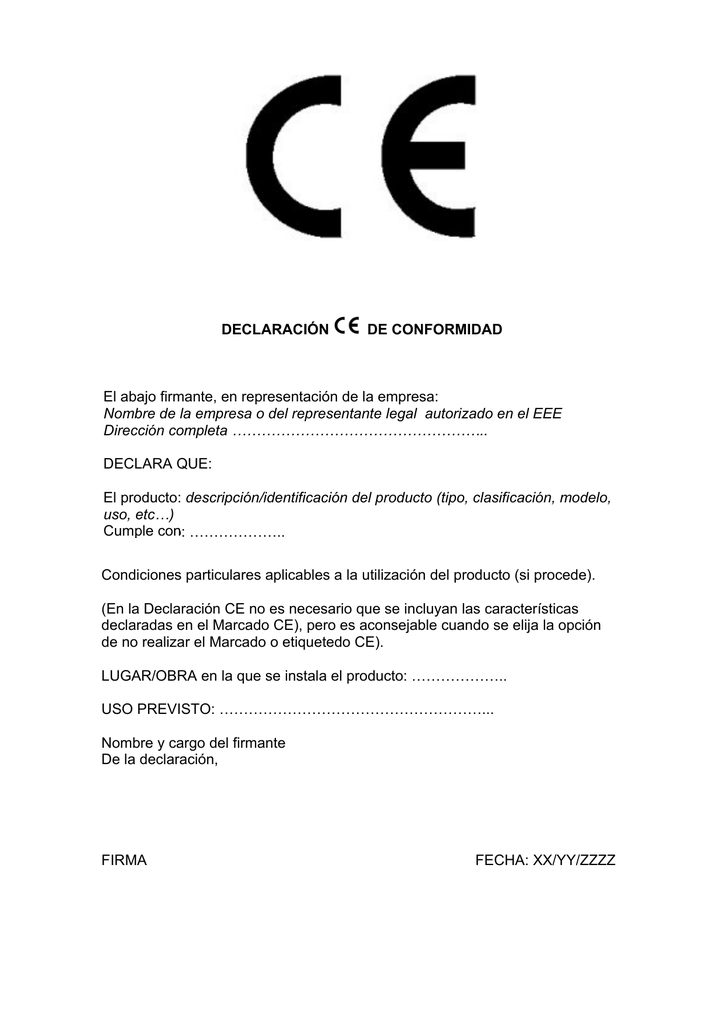 CE
DECLARACIÓN CE DE CONFORMIDAD
El abajo firmante, en representación de la empresa:
Nombre de la empresa o del representante legal  autorizado en el EEE
Dirección completa ……………………………………………..
DECLARA QUE:
El producto: descripción/identificación del producto (tipo, clasificación, modelo,
uso, etc…)
Cumple con: ………………..
Condiciones particulares aplicables a la utilización del producto (si procede).
(En la Declaración CE no es necesario que se incluyan las características
declaradas en el Marcado CE), pero es aconsejable cuando se elija la opción
de no realizar el Marcado o etiquetedo CE).
LUGAR/OBRA en la que se instala el producto: ………………..
USO PREVISTO: ………………………………………………...
Nombre y cargo del firmante
De la declaración,
FIRMA FECHA: XX/YY/ZZZZ